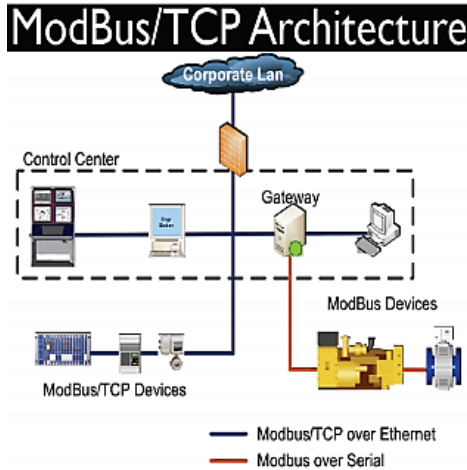 ModBus/TCP Architecture
Corporate Lan
Control Center
Gateway
ModBus Devices
ModBus/TCP Devices
Modbus/TCP over Ethernet
Modbus over Serial